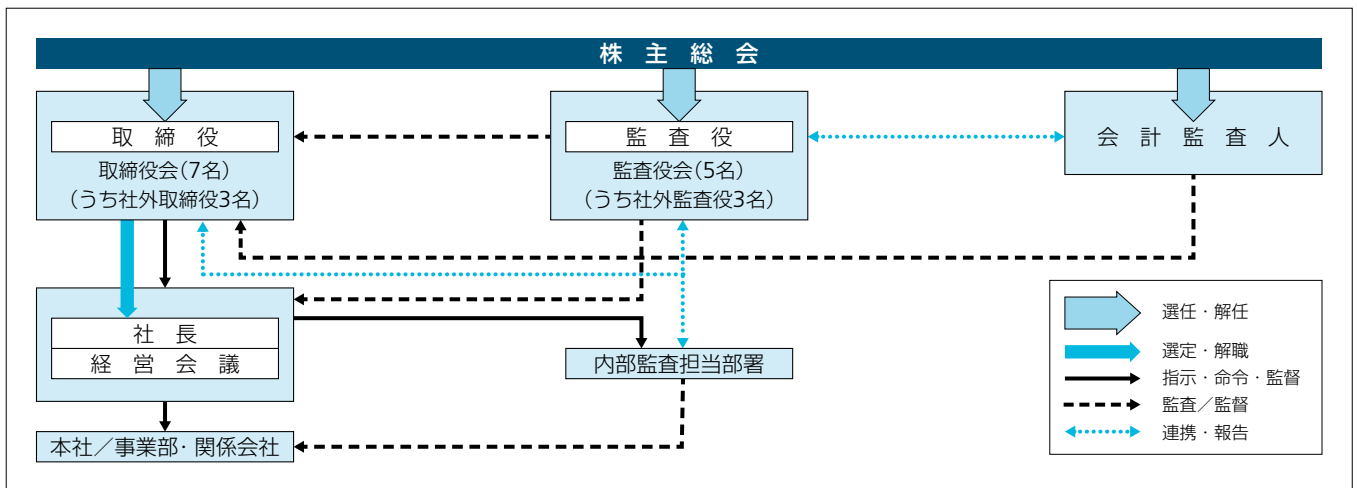 株主総会
取締役
取締役会(7名)
(うち社外取締役3名)
監査役
監査役会(5名)
(うち社外監査役3名)
会計監査人
社長
経営会議
内部監査担当部署
本社／事業部・関係会社
選任・解任
選定・解職
指示・命令・監督
監査／監督
連携・報告